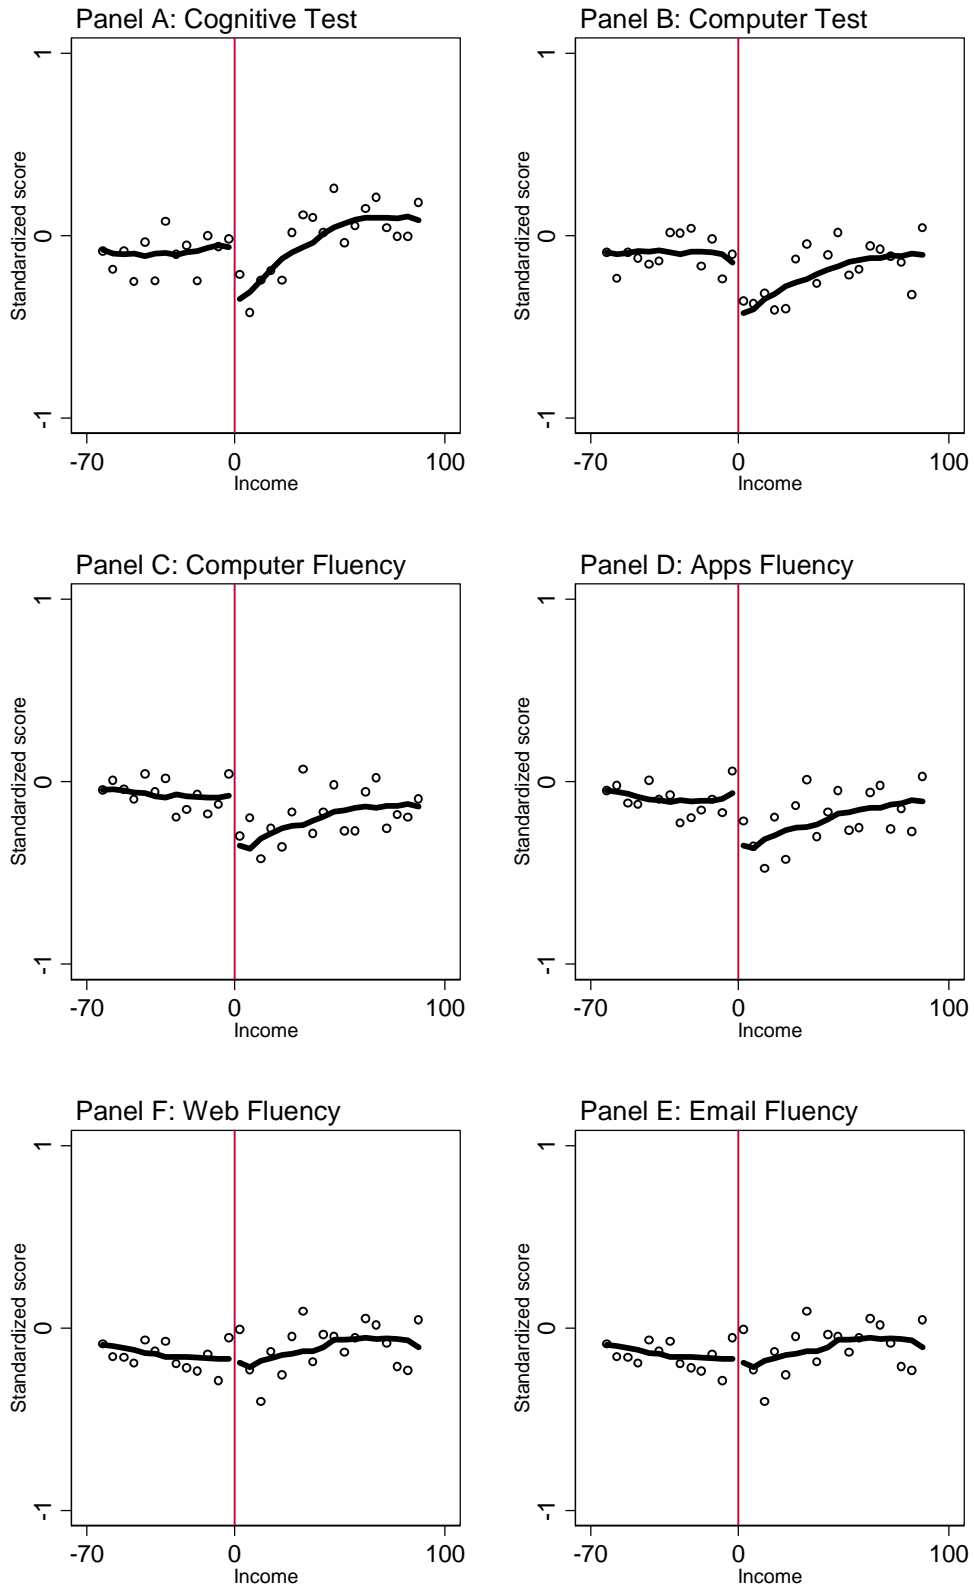 Panel A: Cognitive Test
Standardized score
1
0
-1
-70 0 100
Income
Panel B: Computer Test
Standardized score
1
0
-1
-70 0 100
Income
Panel C: Computer Fluency
Standardized score
1
0
-1
-70 0 100
Income
Panel D: Apps Fluency
Standardized score
1
0
-1
-70 0 100
Income
Panel F: Web Fluency
Standardized score
1
0
-1
-70 0 100
Income
Panel E: Email Fluency
Standardized score
1
0
-1
-70 0 100
Income